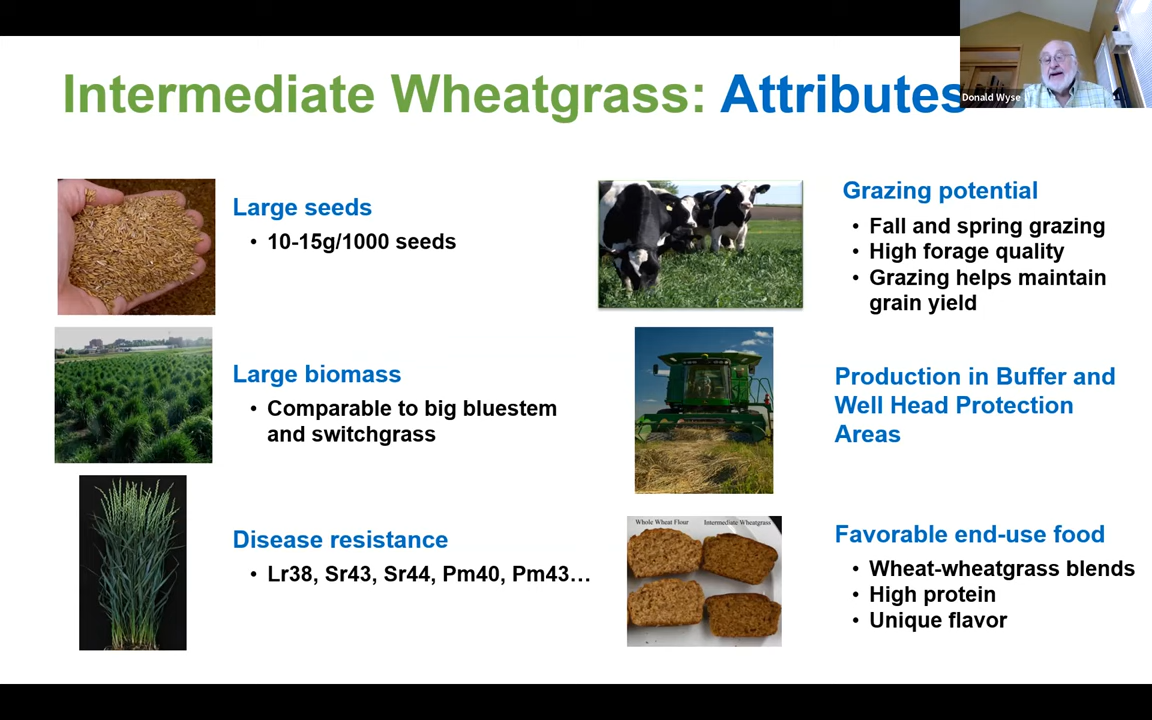 Intermediate Wheatgrass: Attributes
Donald Wyse
Large seeds
• 10-15g/1000 seeds
Large biomass
• Comparable to big bluestem
and switchgrass
Disease resistance
• Lr38, Sr43, Sr44, Pm40, Pm43…
Grazing potential
• Fall and spring grazing
• High forage quality
• Grazing helps maintain
grain yield
Production in Buffer and
Well Head Protection
Areas
Whole Wheat Flour
Intermediate Wheatgrass
Favorable end-use food
• Wheat-wheatgrass blends
• High protein
• Unique flavor